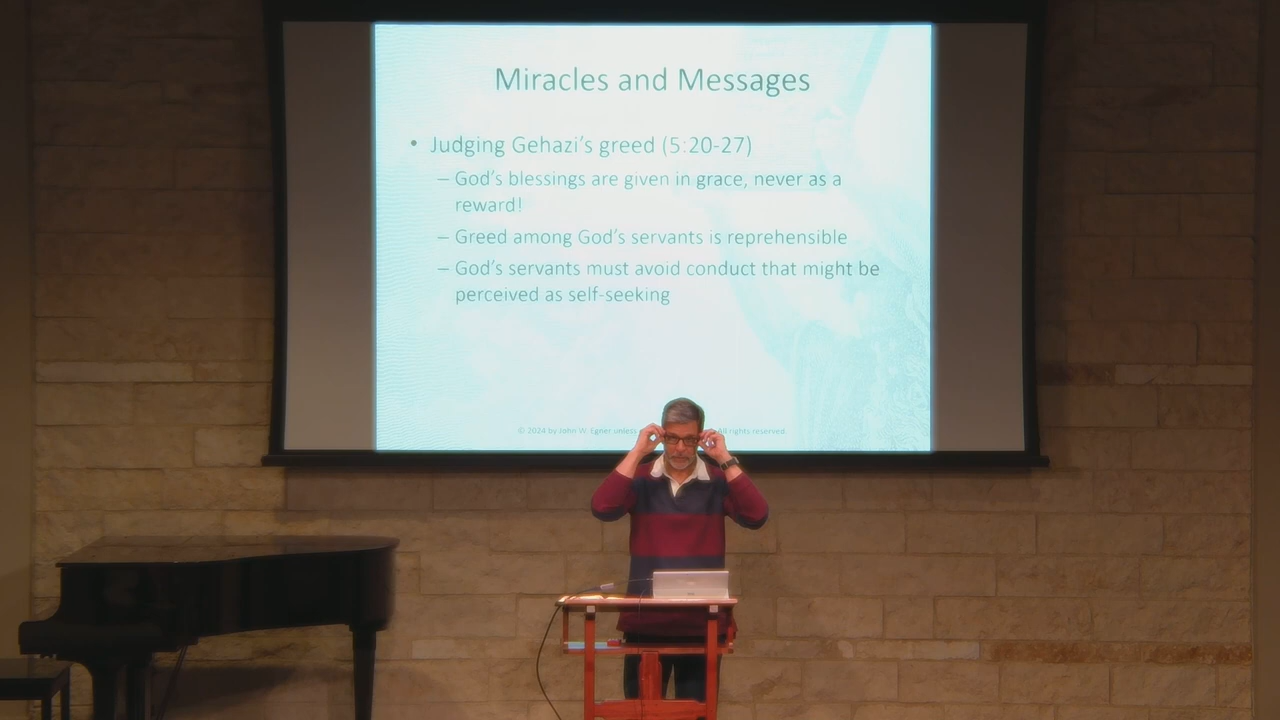 Miracles and Messages
• Judging Gehazi's greed (5:20-27)
– God's blessings are given in grace, never as a
reward!
– Greed among God's servants is reprehensible
– God's servants must avoid conduct that might be
perceived as self-seeking
© 2024 by John W. Egner unless All rights reserved.